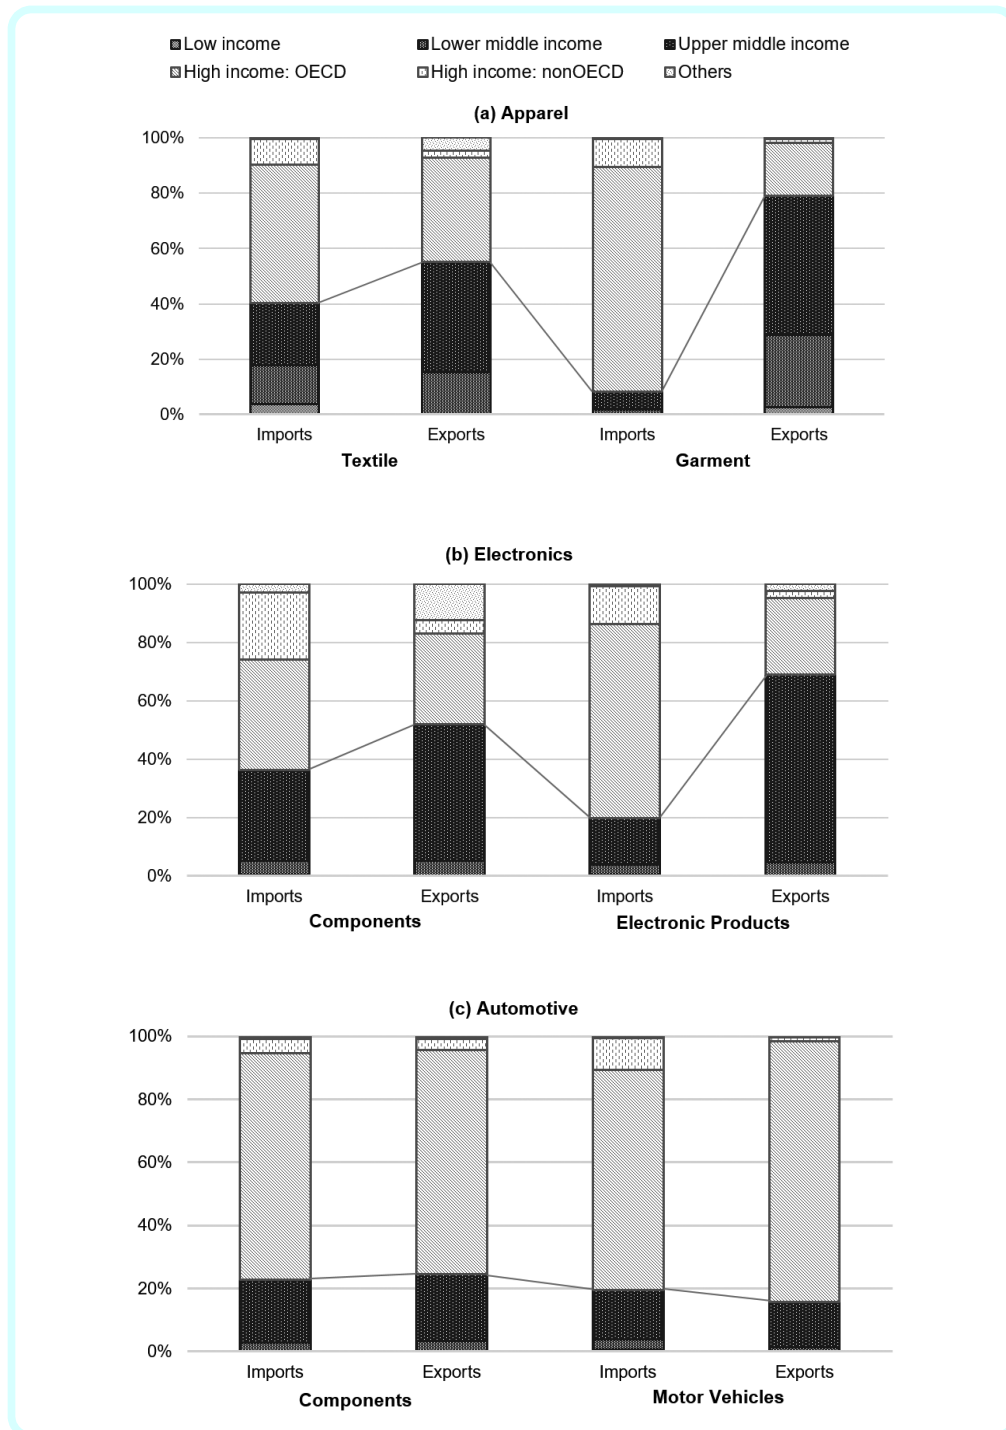 Low income Lower middle income Upper middle income
High income: OECD High income: nonOECD Others
(a) Apparel
100%
80%
60%
40%
20%
0%
Imports Exports Imports Exports
Textile Garment
(b) Electronics
100%
80%
60%
40%
20%
0%
Imports Exports Imports Exports
Components Electronic Products
(c) Automotive
100%
80%
60%
40%
20%
0%
Imports Exports Imports Exports
Components Motor Vehicles